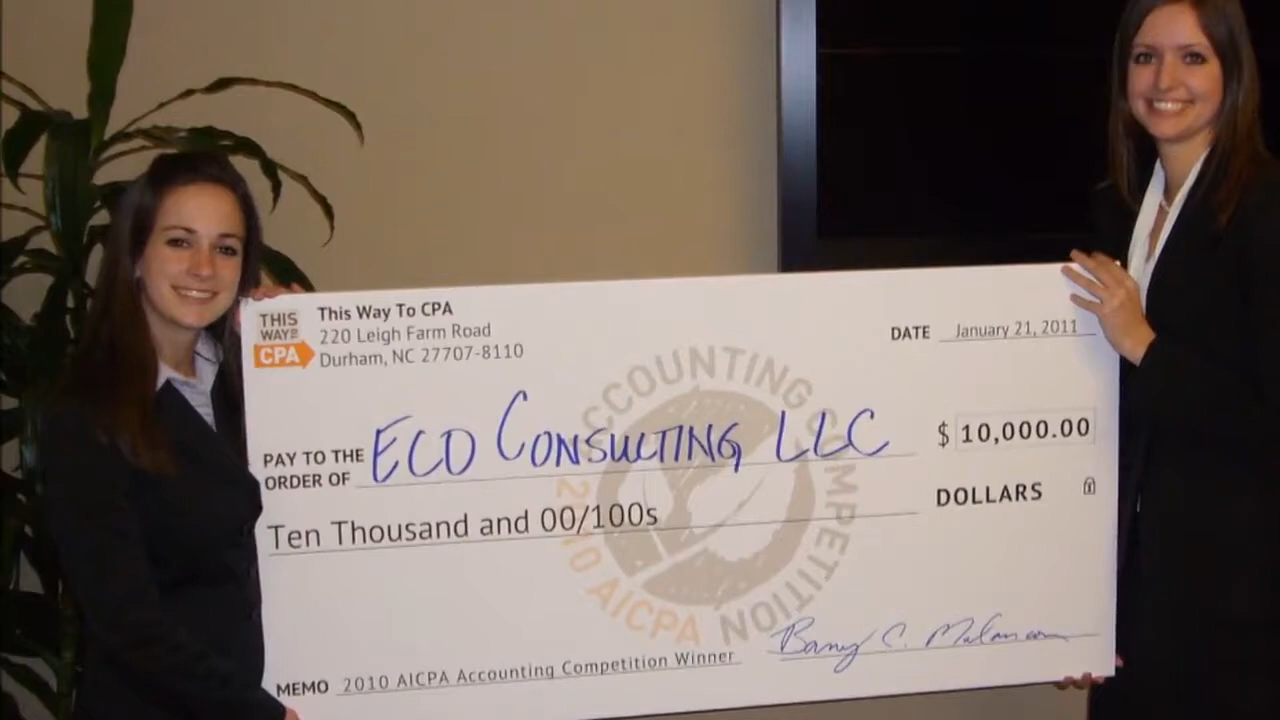 THIS
WAY TO
CPA
This Way To CPA
220 Leigh Farm Road
Durham, NC 27707-8110
DATE January 21, 2011
PAY TO THE
ORDER OF
ECO CONSULTING LLC
$ 10,000.00
Ten Thousand and 00/100s
DOLLARS
2010 AICPA ACCOUNTING COMPETITION
MEMO 2010 AICPA Accounting Competition Winner
Barry C. Melancon